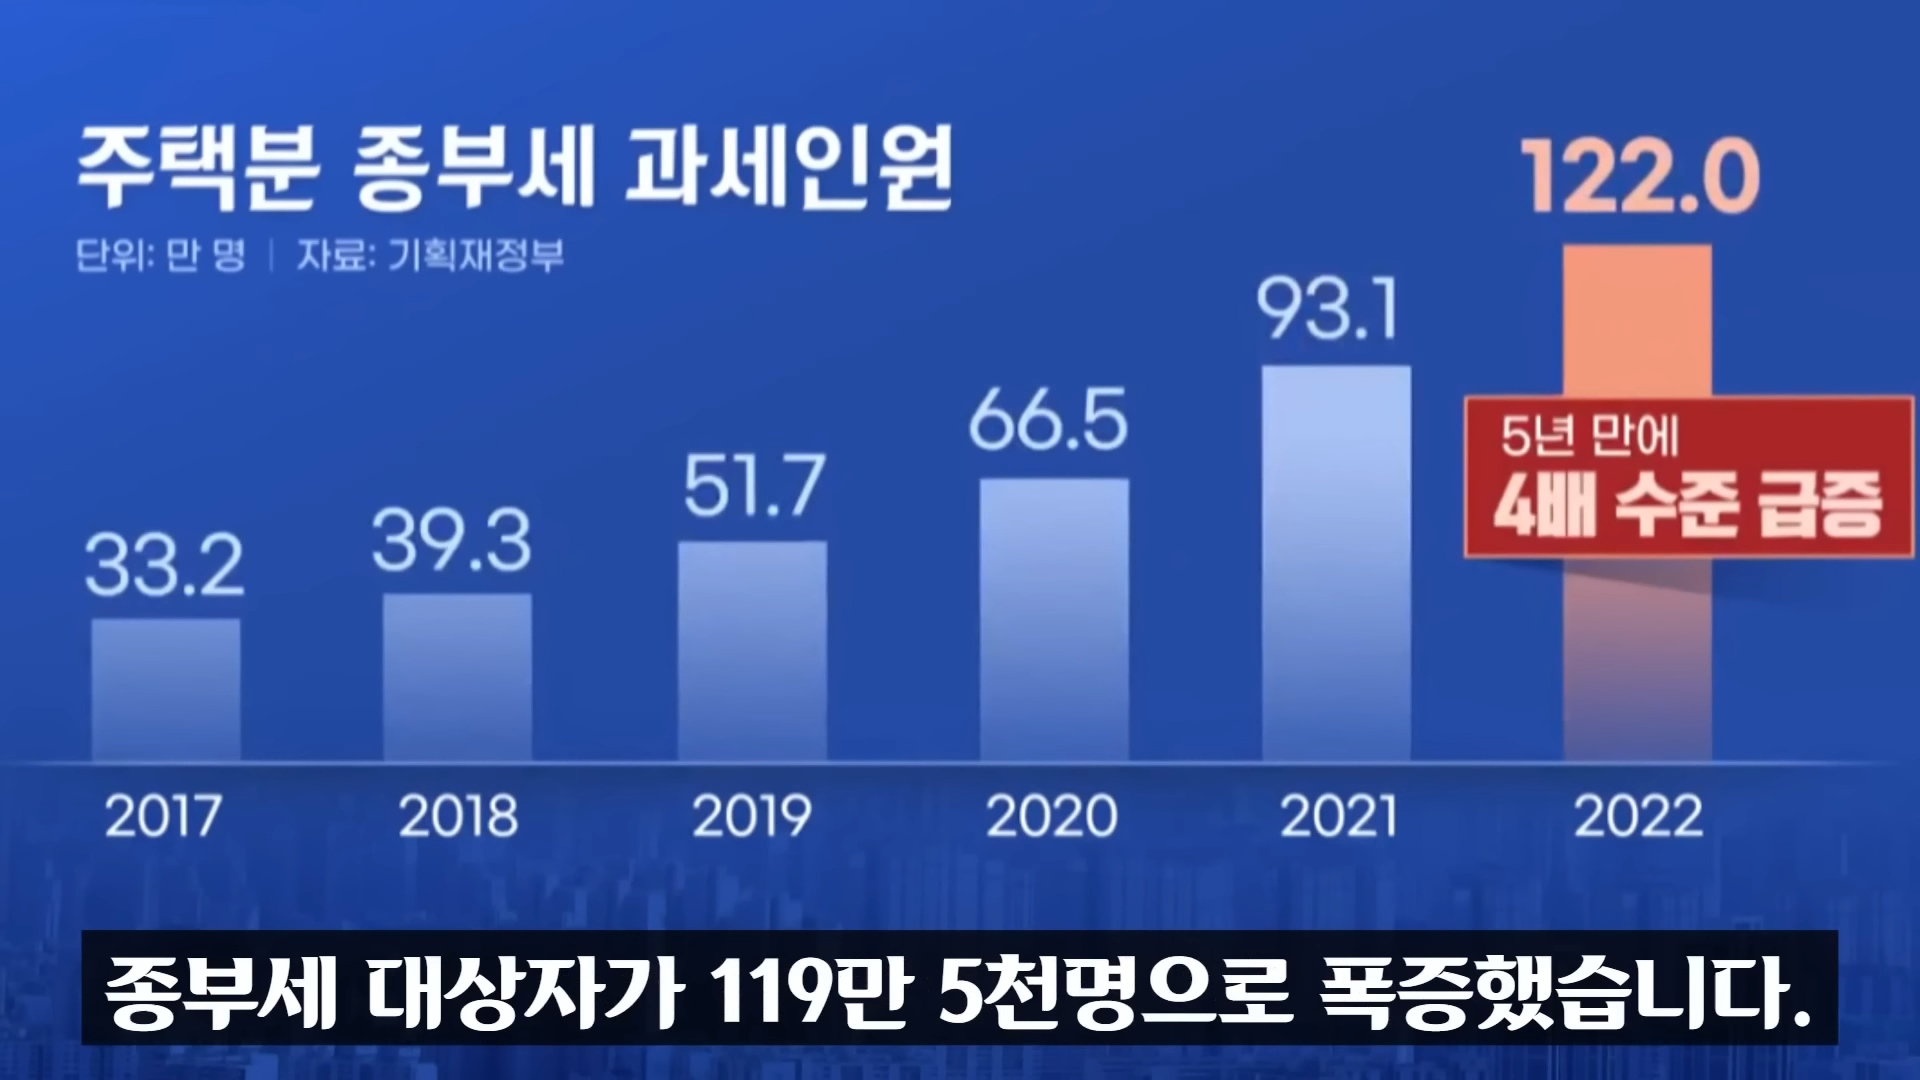 주택분 종부세 과세인원
단위: 만 명 | 자료: 기획재정부
33.2
39.3
51.7
66.5
93.1
122.0
5년 만에
4배 수준 급증
2017
2018
2019
2020
2021
2022
종부세 대상자가 119만 5천명으로 폭증했습니다.